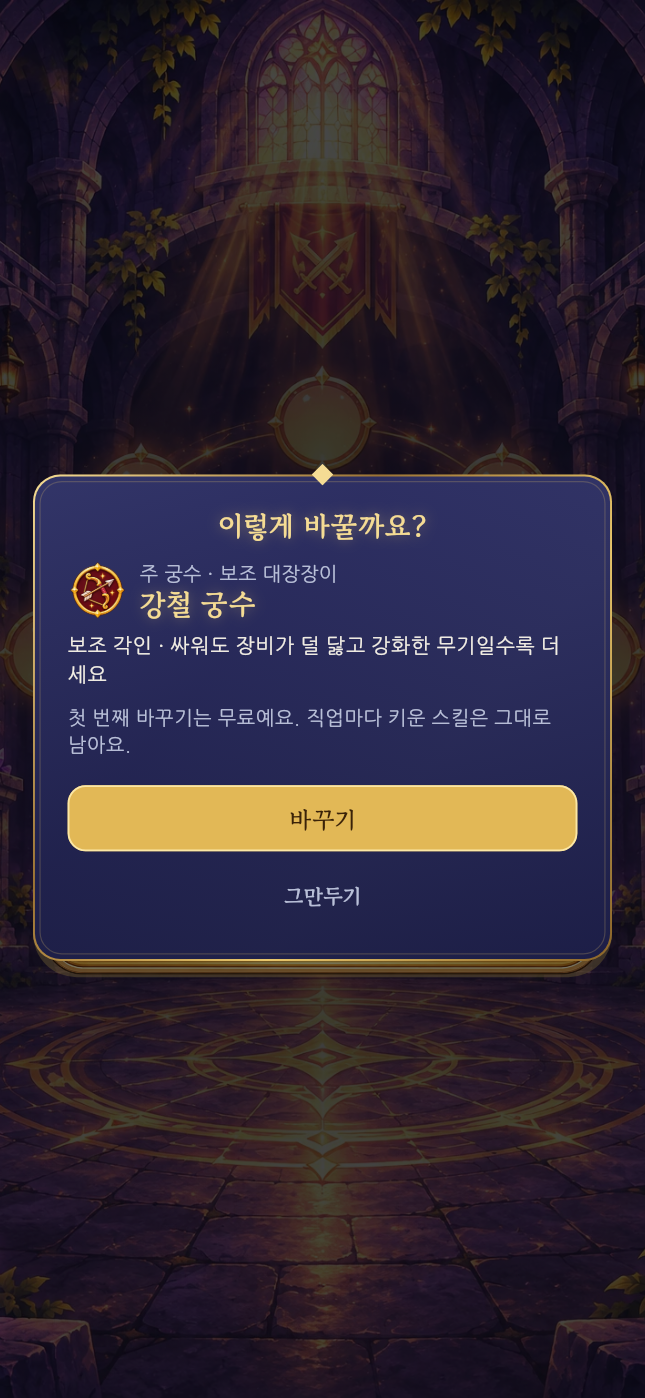 이렇게 바꿀까요?
주 궁수 · 보조 대장장이
강철 궁수
보조 각인 · 싸워도 장비가 덜 닳고 강화한 무기일수록 더
세요
첫 번째 바꾸기는 무료예요. 직업마다 키운 스킬은 그대로
남아요.
바꾸기
그만두기